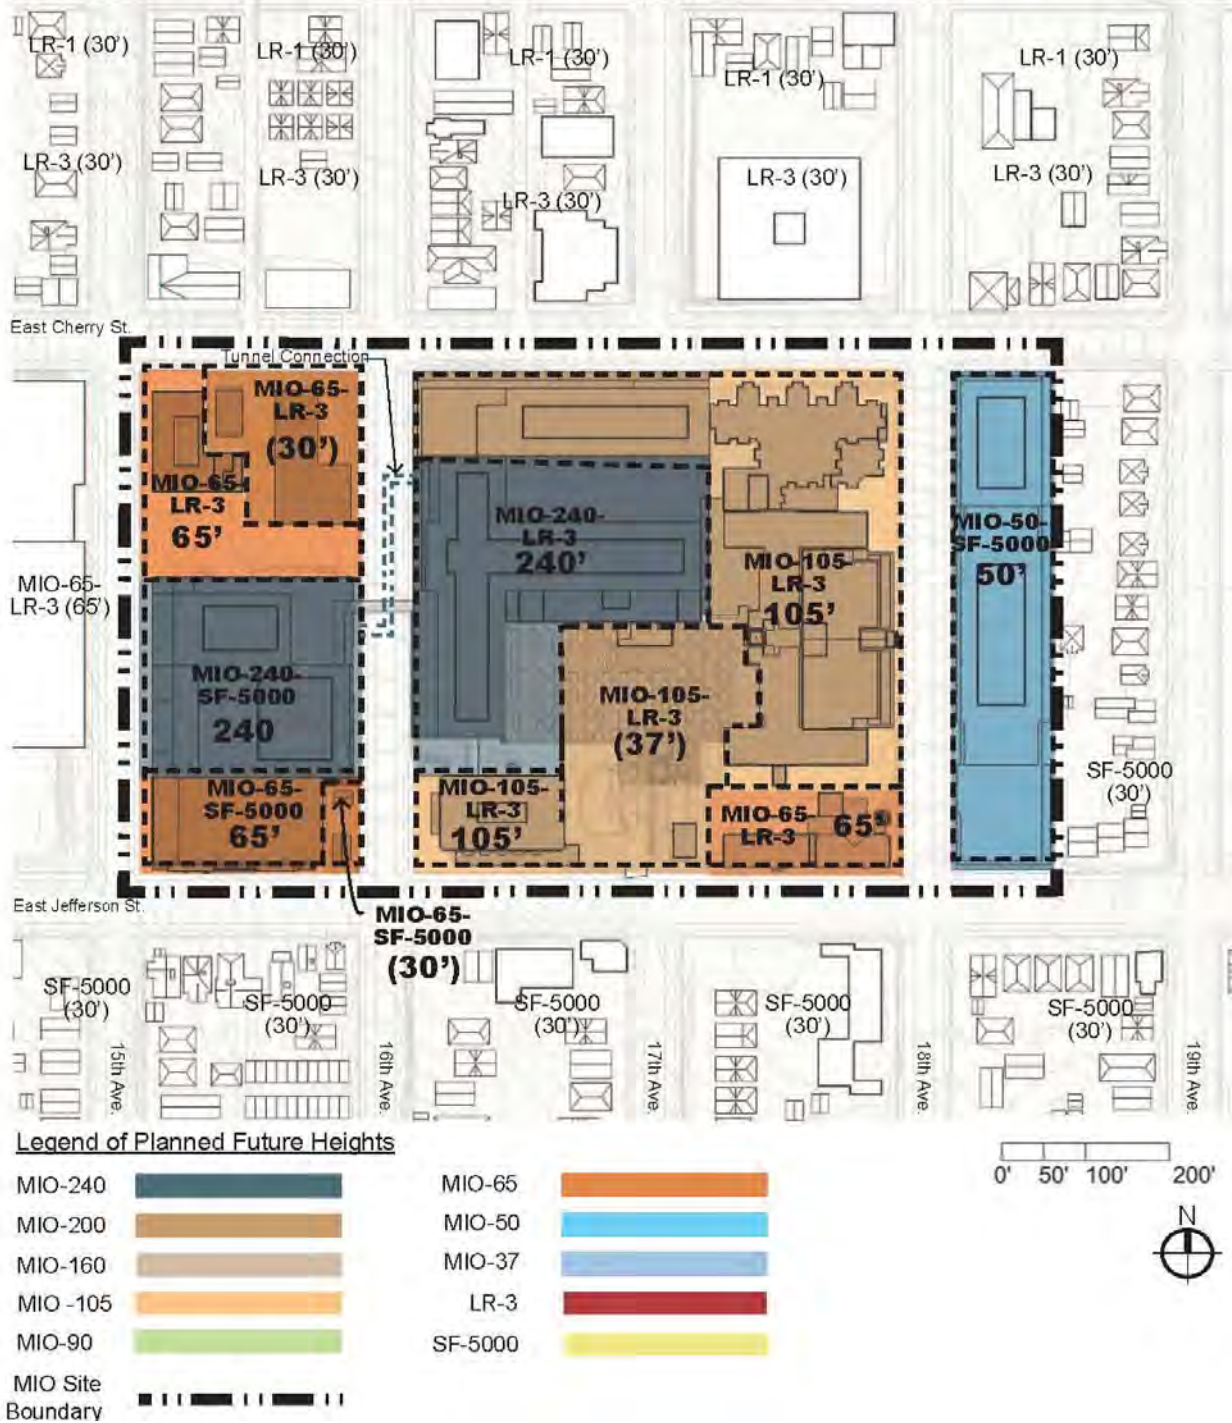 LR-1 (30')
LR-1 (30')
LR-1 (30')
LR-1 (30')
LR-1 (30')
LR-3 (30')
LR-3 (30')
LR-3 (30')
LR-3 (30')
LR-3 (30')
East Cherry St.
Tunnel Connection
MIO-65-
LR-3
(30')
MIO-65-
LR-3
65'
MIO-240-
LR-3
240'
MIO-105-
LR-3
105'
MIO-50-
SF-5000
50'
MIO-65-
LR-3 (65')
MIO-240-
SF-5000
240
MIO-105-
LR-3
(37')
MIO-65-
SF-5000
65'
MIO-105-
LR-3
105'
MIO-65-
LR-3
65'
SF-5000
(30')
East Jefferson St.
MIO-65-
SF-5000
(30')
SF-5000
(30')
SF-5000
(30')
SF-5000
(30')
SF-5000
(30')
SF-5000
(30')
15th Ave.
16th Ave.
17th Ave.
18th Ave.
19th Ave.
Legend of Planned Future Heights
MIO-240
MIO-200
MIO-160
MIO -105
MIO-90
MIO Site
Boundary
MIO-65
MIO-50
MIO-37
LR-3
SF-5000
0' 50' 100' 200'
N